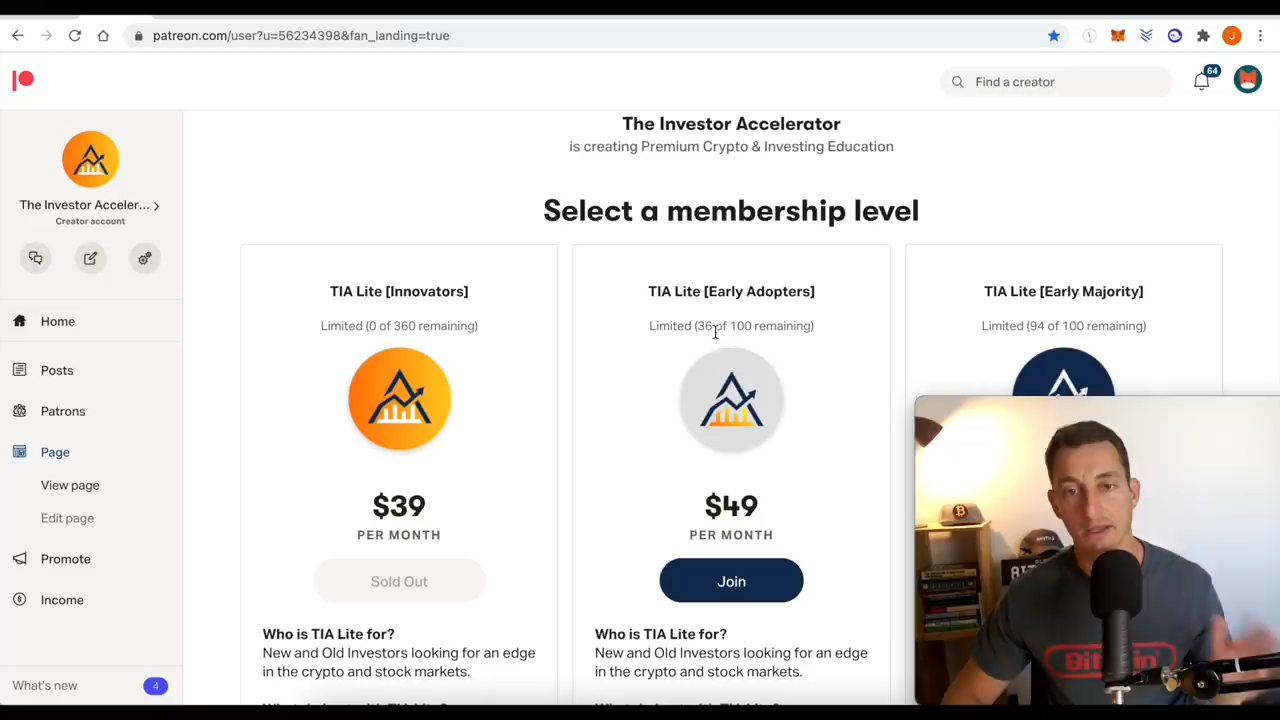 patreon.com/user?u=56234398&fan_landing=true
Find a creator
64
The Investor Acceler...
Creator account
Home
Posts
Patrons
Page
View page
Edit page
Promote
Income
What's new
4
The Investor Accelerator
is creating Premium Crypto & Investing Education
Select a membership level
TIA Lite [Innovators]
Limited (0 of 360 remaining)
$39
PER MONTH
Sold Out
Who is TIA Lite for?
New and Old Investors looking for an edge
in the crypto and stock markets.
TIA Lite [Early Adopters]
Limited (36 of 100 remaining)
$49
PER MONTH
Join
Who is TIA Lite for?
New and Old Investors looking for an edge
in the crypto and stock markets.
TIA Lite [Early Majority]
Limited (94 of 100 remaining)
J